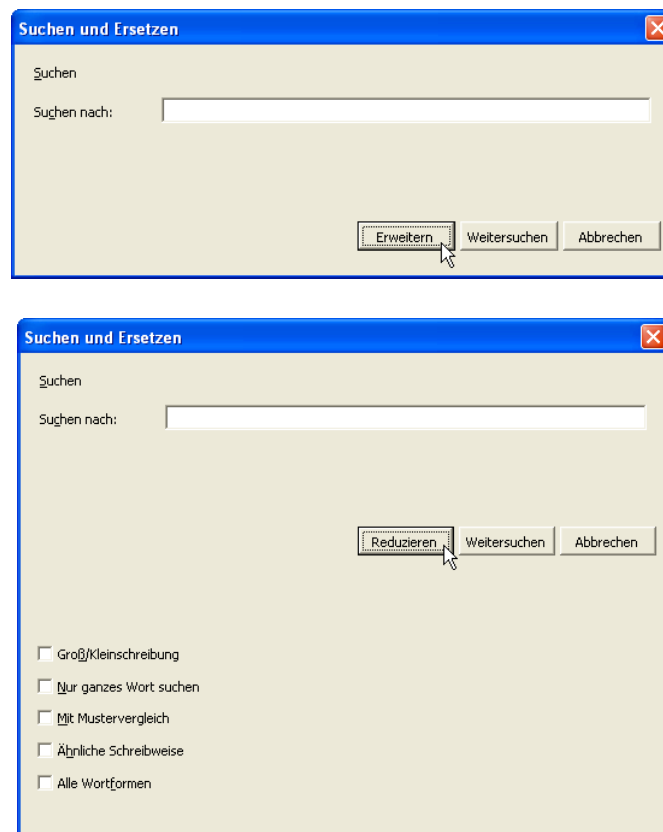 Suchen und Ersetzen
Suchen
Suchen nach:
Erweitern Weitersuchen Abbrechen
Suchen und Ersetzen
Suchen
Suchen nach:
Reduzieren Weitersuchen Abbrechen
Groß/Kleinschreibung
Nur ganzes Wort suchen
Mit Mustervergleich
Ähnliche Schreibweise
Alle Wortformen